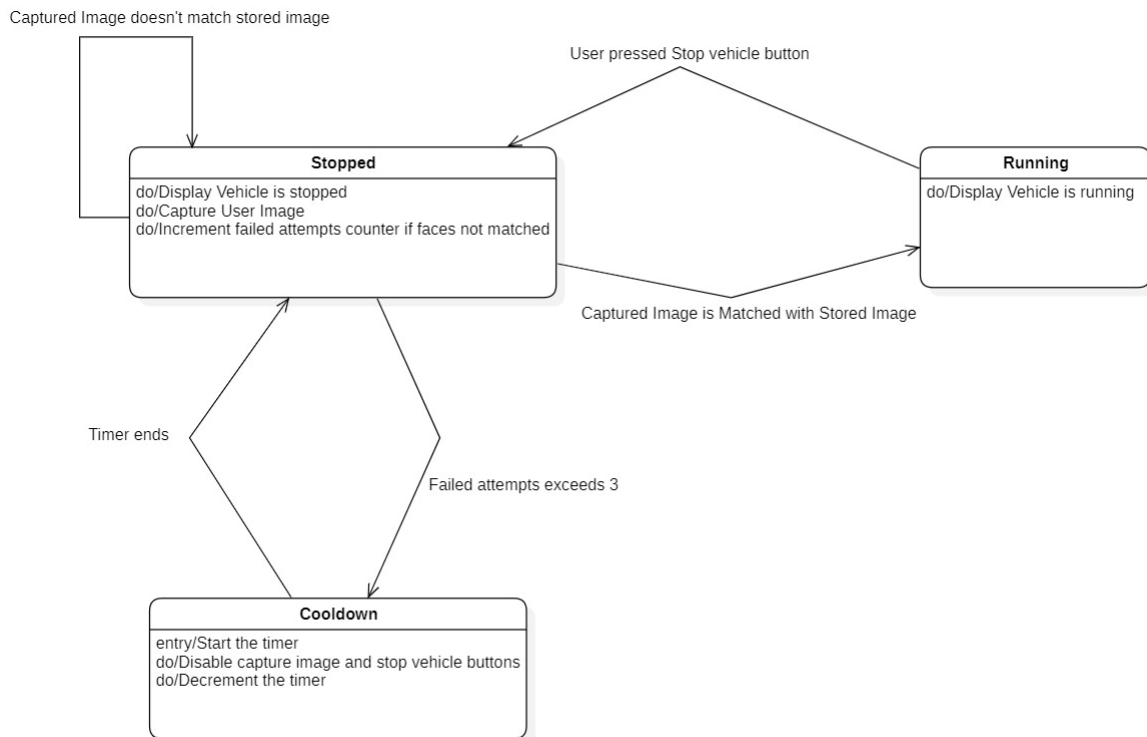 Captured Image doesn't match stored image
User pressed Stop vehicle button
Stopped
do/Display Vehicle is stopped
do/Capture User Image
do/Increment failed attempts counter if faces not matched
Running
do/Display Vehicle is running
Captured Image is Matched with Stored Image
Timer ends
Failed attempts exceeds 3
Cooldown
entry/Start the timer
do/Disable capture image and stop vehicle buttons
do/Decrement the timer